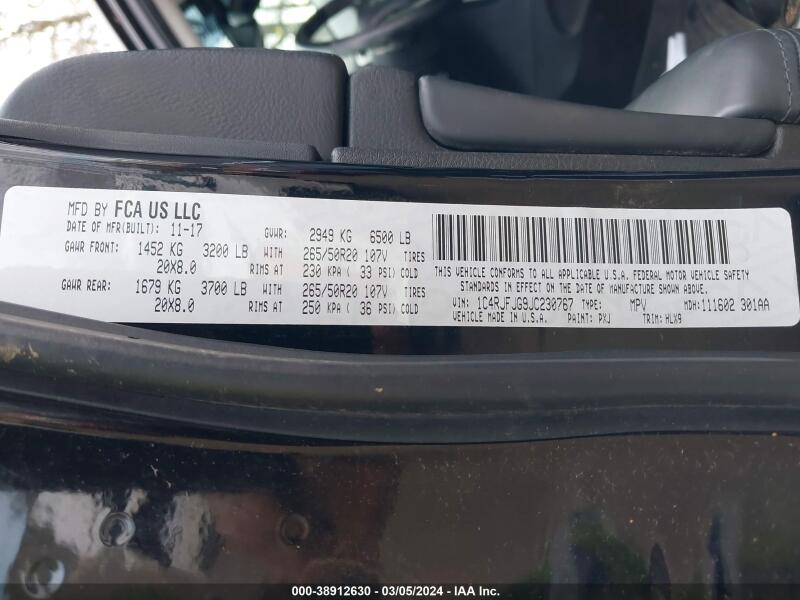 MFD BY FCA US LLC
DATE OF MFR(BUILT): 11-17 GVWR: 2949 KG 6500 LB
GAWR FRONT: 1452 KG 3200 LB WITH 265/50R20 107V TIRES
20X8.0 RIMS AT 230 KPA ( 33 PSI) COLD
GAWR REAR: 1679 KG 3700 LB WITH 265/50R20 107V TIRES
20X8.0 RIMS AT 250 KPA ( 36 PSI) COLD
THIS VEHICLE CONFORMS TO ALL APPLICABLE U.S.A. FEDERAL MOTOR VEHICLE SAFETY
STANDARDS IN EFFECT ON THE DATE OF MANUFACTURE SHOWN ABOVE.
VIN: 1C4RJFJG9JC230767 TYPE: MPV MDH: 111602 301AA
VEHICLE MADE IN U.S.A. PAINT: PXJ TRIM: HLX9
000-38912630 - 03/05/2024 - IAA Inc.